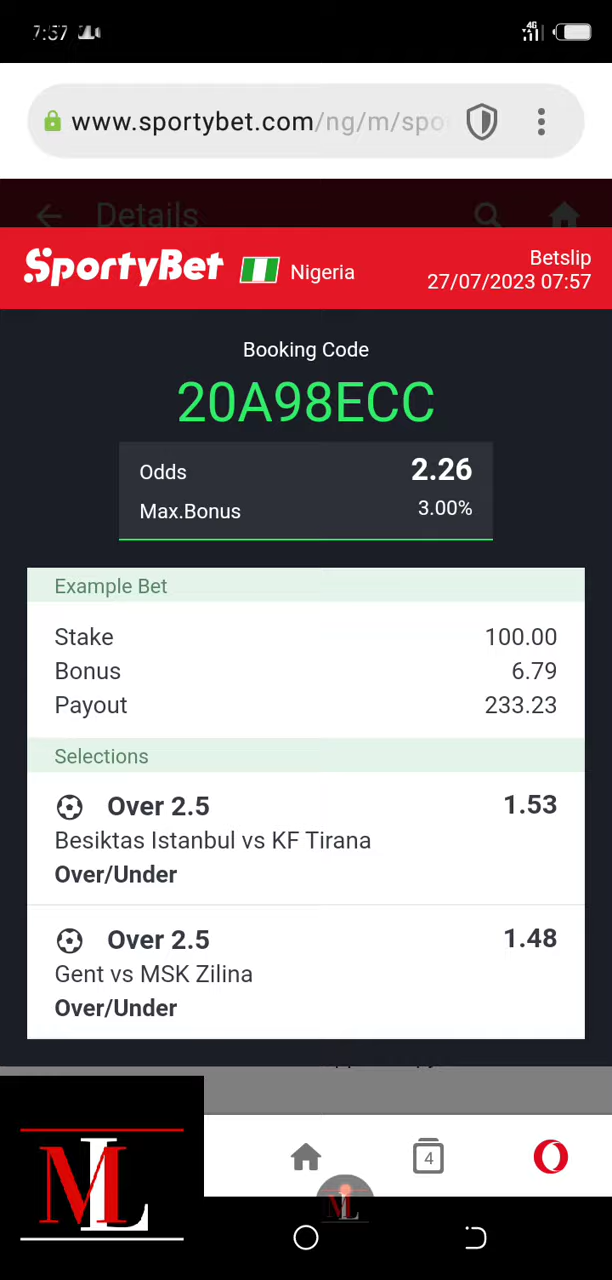 7:57
4G
www.sportybet.com/ng/m/spo
Details
SportyBet Nigeria
Betslip
27/07/2023 07:57
Booking Code
20A98ECC
Odds 2.26
Max.Bonus 3.00%
Example Bet
Stake 100.00
Bonus 6.79
Payout 233.23
Selections
Over 2.5 1.53
Besiktas Istanbul vs KF Tirana
Over/Under
Over 2.5 1.48
Gent vs MSK Zilina
Over/Under
4
ML
ML